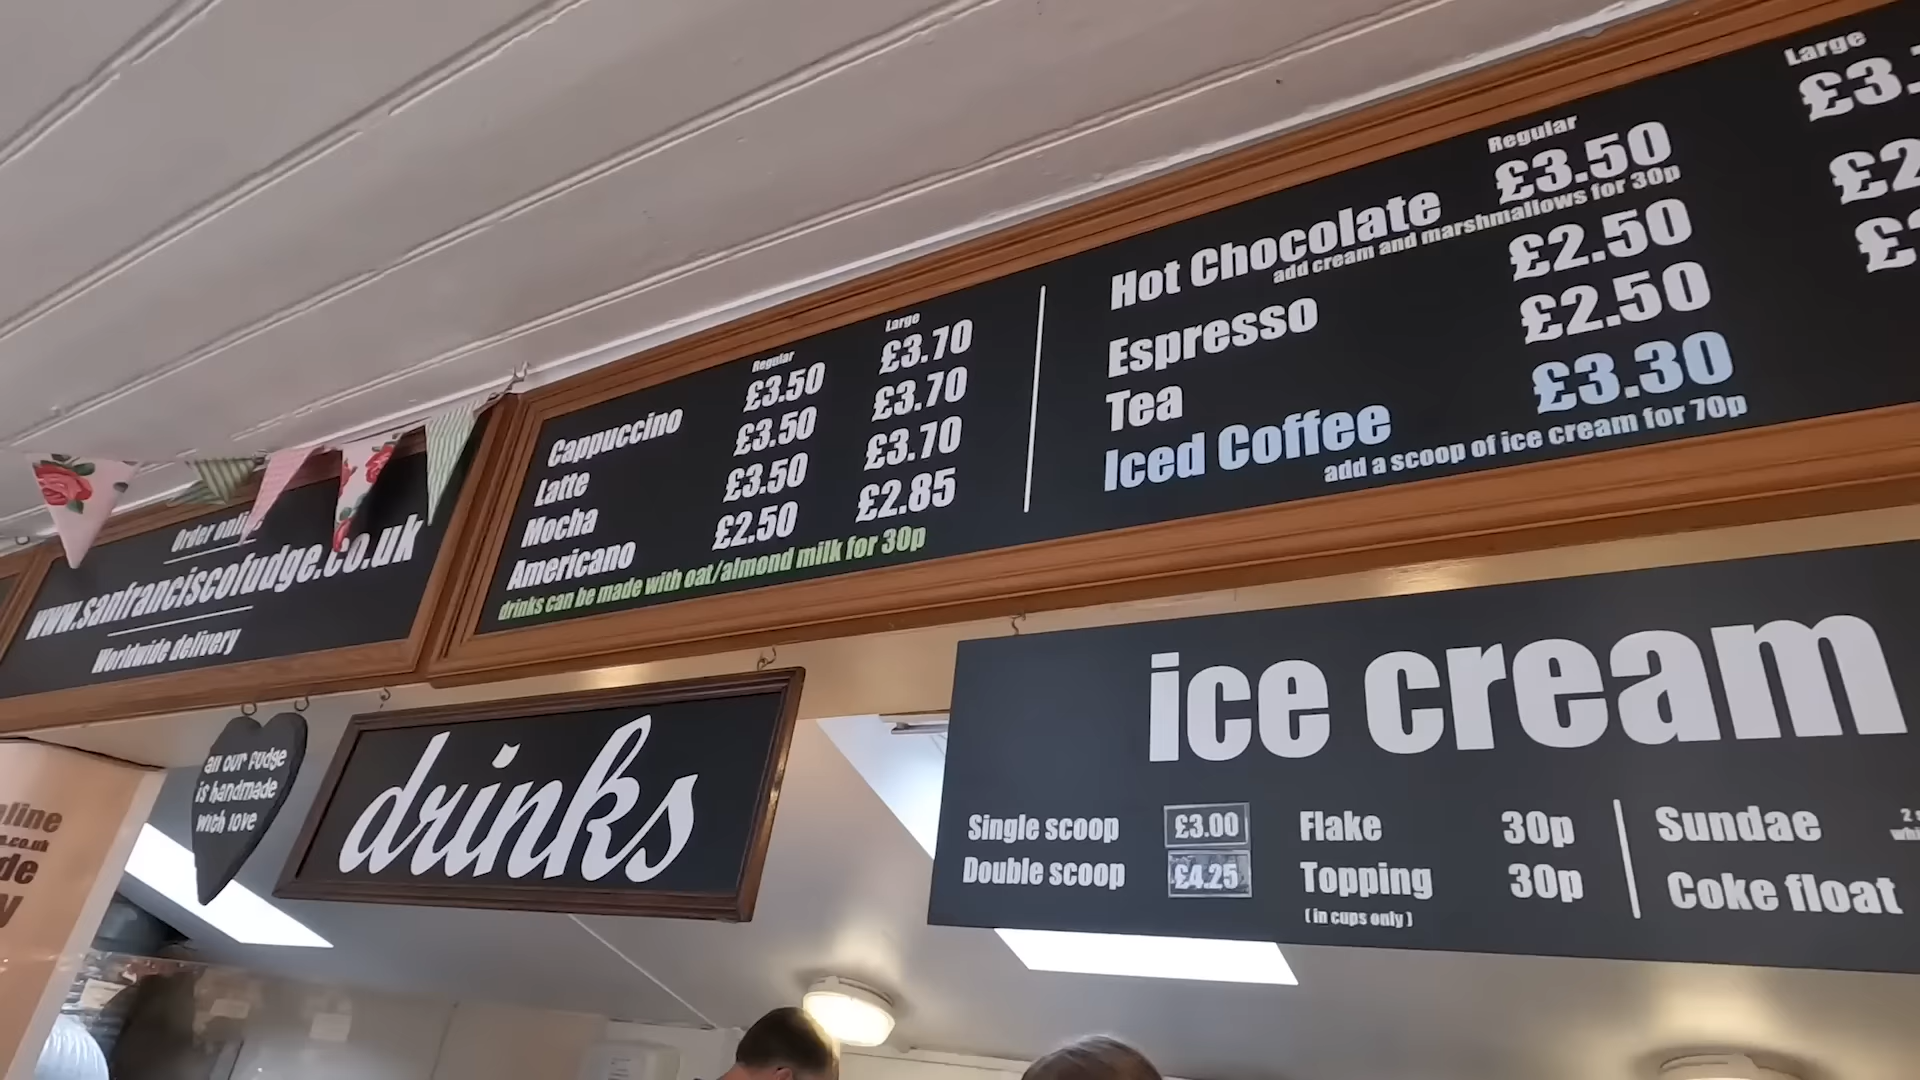 Order online
www.sanfranciscofudge.co.uk
Worldwide delivery
Regular Large
Cappuccino £3.50 £3.70
Latte £3.50 £3.70
Mocha £3.50 £3.70
Americano £2.50 £2.85
drinks can be made with oat/almond milk for 30p
Regular Large
Hot Chocolate £3.50 £3.
add cream and marshmallows for 30p
Espresso £2.50 £2
Tea £2.50 £
Iced Coffee £3.30
add a scoop of ice cream for 70p
all our fudge
is handmade
with love
drinks
ice cream
Single scoop £3.00
Double scoop £4.25
Flake 30p
Topping 30p
(in cups only)
Sundae
Coke float